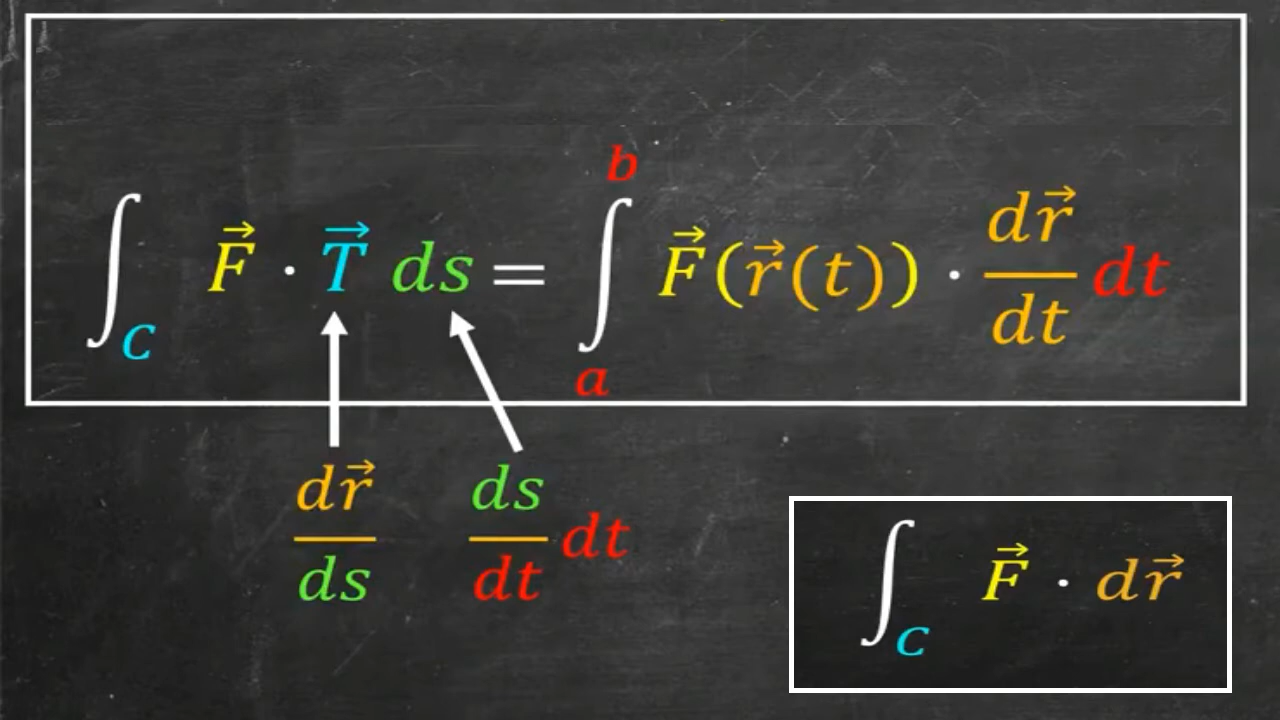 ∫_C F⃗ · T⃗ ds = ∫_a^b F⃗(r⃗(t)) · dr⃗/dt dt
dr⃗/ds ds/dt dt
∫_C F⃗ · dr⃗